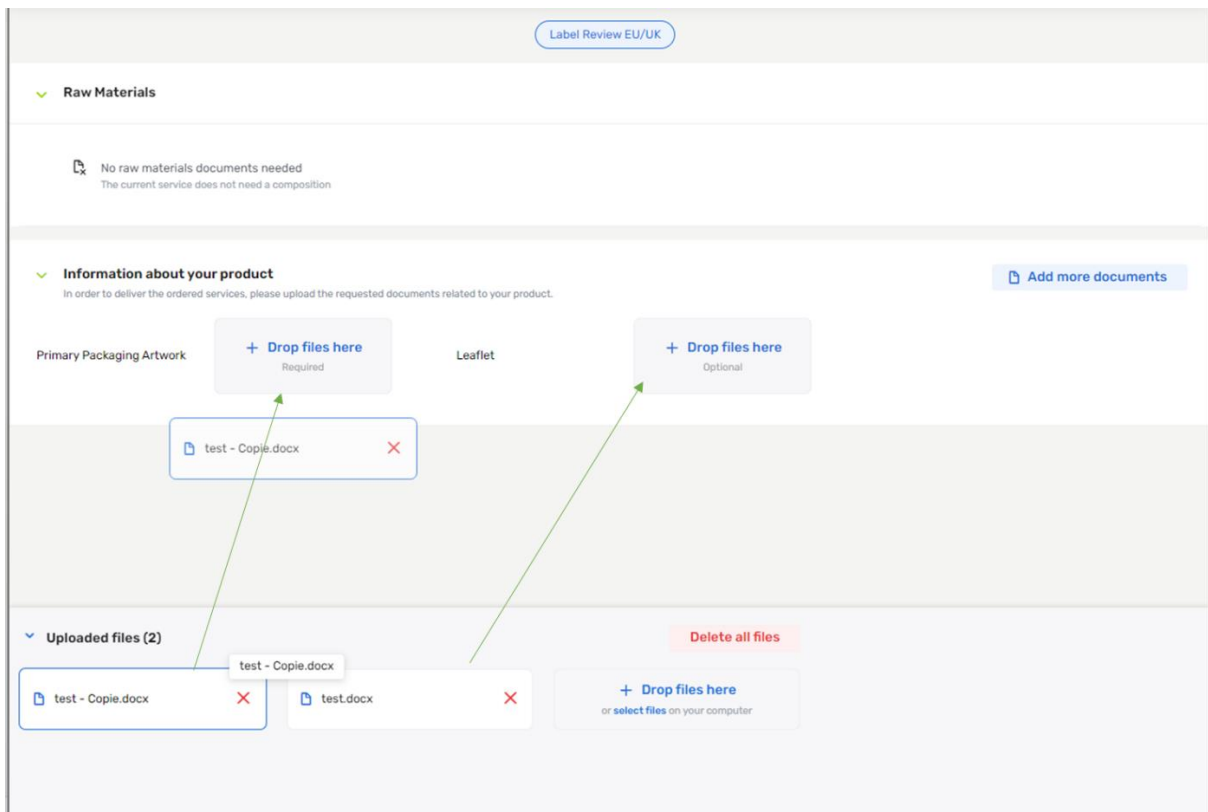 Label Review EU/UK
Raw Materials
No raw materials documents needed
The current service does not need a composition
Information about your product
In order to deliver the ordered services, please upload the requested documents related to your product.
Add more documents
Primary Packaging Artwork
+ Drop files here
Required
Leaflet
+ Drop files here
Optional
test - Copie.docx
Uploaded files (2)
Delete all files
test - Copie.docx
test - Copie.docx
test.docx
+ Drop files here
or select files on your computer